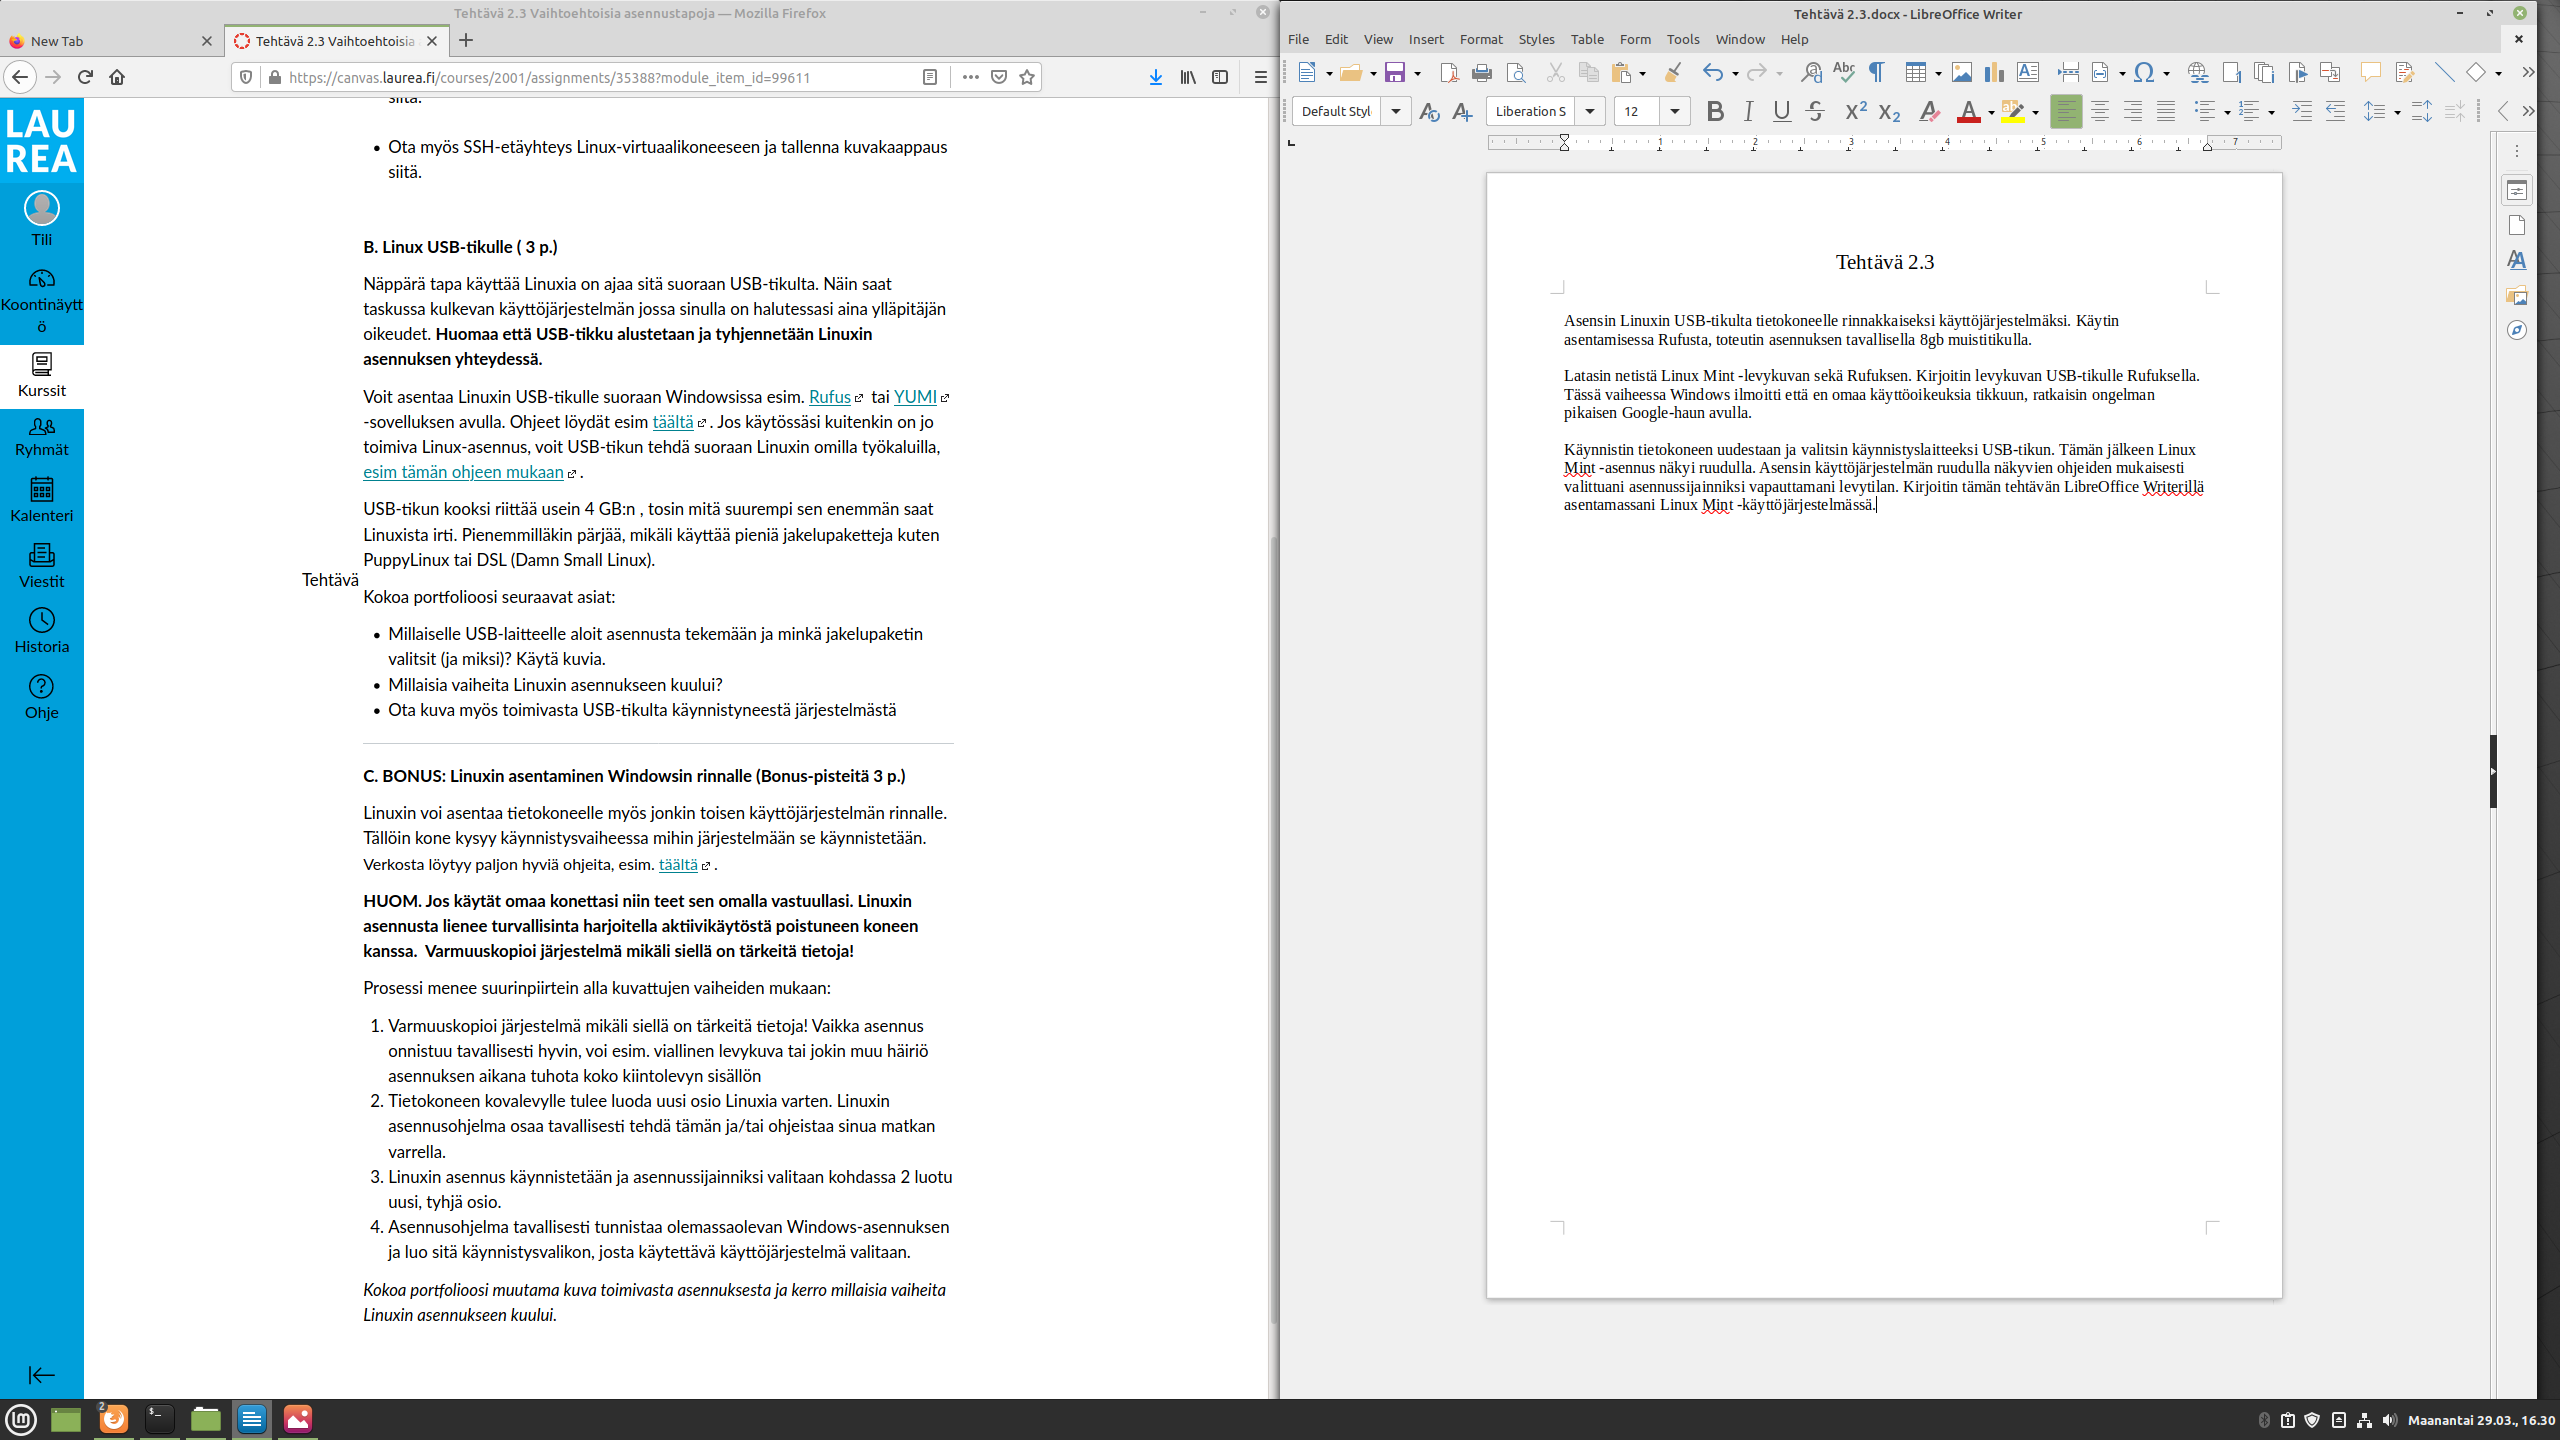 Tehtävä 2.3 Vaihtoehtoisia asennustapoja — Mozilla Firefox
New Tab
Tehtävä 2.3 Vaihtoehtoisia
https://canvas.laurea.fi/courses/2001/assignments/35388?module_item_id=99611
LAU
REA
Tili
Koontinäytt
ö
Kurssit
Ryhmät
Kalenteri
Viestit
Historia
Ohje
siitä.
• Ota myös SSH-etäyhteys Linux-virtuaalikoneeseen ja tallenna kuvakaappaus
siitä.
B. Linux USB-tikulle ( 3 p.)
Näppärä tapa käyttää Linuxia on ajaa sitä suoraan USB-tikulta. Näin saat
taskussa kulkevan käyttöjärjestelmän jossa sinulla on halutessasi aina ylläpitäjän
oikeudet. Huomaa että USB-tikku alustetaan ja tyhjennetään Linuxin
asennuksen yhteydessä.
Voit asentaa Linuxin USB-tikulle suoraan Windowsissa esim. Rufus tai YUMI
-sovelluksen avulla. Ohjeet löydät esim täältä . Jos käytössäsi kuitenkin on jo
toimiva Linux-asennus, voit USB-tikun tehdä suoraan Linuxin omilla työkaluilla,
esim tämän ohjeen mukaan .
USB-tikun kooksi riittää usein 4 GB:n , tosin mitä suurempi sen enemmän saat
Linuxista irti. Pienemmilläkin pärjää, mikäli käyttää pieniä jakelupaketteja kuten
PuppyLinux tai DSL (Damn Small Linux).
Tehtävä
Kokoa portfolioosi seuraavat asiat:
• Millaiselle USB-laitteelle aloit asennusta tekemään ja minkä jakelupaketin
valitsit (ja miksi)? Käytä kuvia.
• Millaisia vaiheita Linuxin asennukseen kuului?
• Ota kuva myös toimivasta USB-tikulta käynnistyneestä järjestelmästä
C. BONUS: Linuxin asentaminen Windowsin rinnalle (Bonus-pisteitä 3 p.)
Linuxin voi asentaa tietokoneelle myös jonkin toisen käyttöjärjestelmän rinnalle.
Tällöin kone kysyy käynnistysvaiheessa mihin järjestelmään se käynnistetään.
Verkosta löytyy paljon hyviä ohjeita, esim. täältä .
HUOM. Jos käytät omaa konettasi niin teet sen omalla vastuullasi. Linuxin
asennusta lienee turvallisinta harjoitella aktiivikäytöstä poistuneen koneen
kanssa. Varmuuskopioi järjestelmä mikäli siellä on tärkeitä tietoja!
Prosessi menee suurinpiirtein alla kuvattujen vaiheiden mukaan:
1. Varmuuskopioi järjestelmä mikäli siellä on tärkeitä tietoja! Vaikka asennus
onnistuu tavallisesti hyvin, voi esim. viallinen levykuva tai jokin muu häiriö
asennuksen aikana tuhota koko kiintolevyn sisällön
2. Tietokoneen kovalevylle tulee luoda uusi osio Linuxia varten. Linuxin
asennusohjelma osaa tavallisesti tehdä tämän ja/tai ohjeistaa sinua matkan
varrella.
3. Linuxin asennus käynnistetään ja asennussijainniksi valitaan kohdassa 2 luotu
uusi, tyhjä osio.
4. Asennusohjelma tavallisesti tunnistaa olemassaolevan Windows-asennuksen
ja luo sitä käynnistysvalikon, josta käytettävä käyttöjärjestelmä valitaan.
Kokoa portfolioosi muutama kuva toimivasta asennuksesta ja kerro millaisia vaiheita
Linuxin asennukseen kuului.
Tehtävä 2.3.docx - LibreOffice Writer
File Edit View Insert Format Styles Table Form Tools Window Help
Default Styl Liberation S 12
1 2 3 4 5 6 7
Tehtävä 2.3
Asensin Linuxin USB-tikulta tietokoneelle rinnakkaiseksi käyttöjärjestelmäksi. Käytin
asentamisessa Rufusta, toteutin asennuksen tavallisella 8gb muistitikulla.
Latasin netistä Linux Mint -levykuvan sekä Rufuksen. Kirjoitin levykuvan USB-tikulle Rufuksella.
Tässä vaiheessa Windows ilmoitti että en omaa käyttöoikeuksia tikkuun, ratkaisin ongelman
pikaisen Google-haun avulla.
Käynnistin tietokoneen uudestaan ja valitsin käynnistyslaitteeksi USB-tikun. Tämän jälkeen Linux
Mint -asennus näkyi ruudulla. Asensin käyttöjärjestelmän ruudulla näkyvien ohjeiden mukaisesti
valittuani asennussijainniksi vapauttamani levytilan. Kirjoitin tämän tehtävän LibreOffice Writerillä
asentamassani Linux Mint -käyttöjärjestelmässä.
2
Maanantai 29.03., 16.30